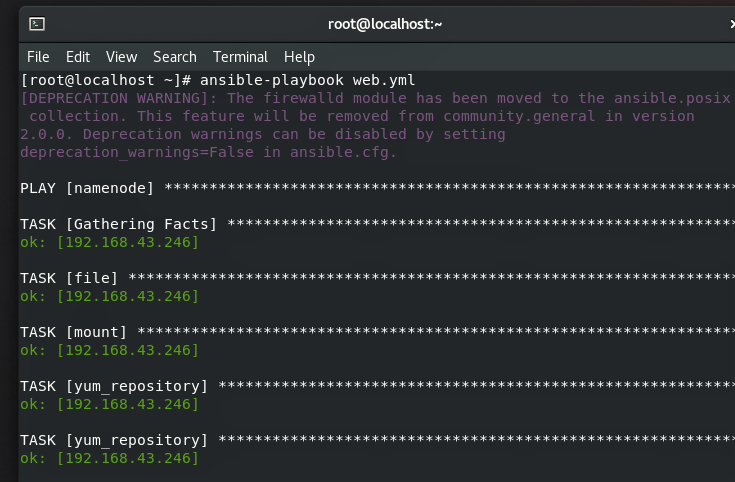 root@localhost:~
File Edit View Search Terminal Help
[root@localhost ~]# ansible-playbook web.yml
[DEPRECATION WARNING]: The firewalld module has been moved to the ansible.posix
collection. This feature will be removed from community.general in version
2.0.0. Deprecation warnings can be disabled by setting
deprecation_warnings=False in ansible.cfg.
PLAY [namenode] ****************************************************************
TASK [Gathering Facts] *********************************************************
ok: [192.168.43.246]
TASK [file] ********************************************************************
ok: [192.168.43.246]
TASK [mount] *******************************************************************
ok: [192.168.43.246]
TASK [yum_repository] **********************************************************
ok: [192.168.43.246]
TASK [yum_repository] **********************************************************
ok: [192.168.43.246]